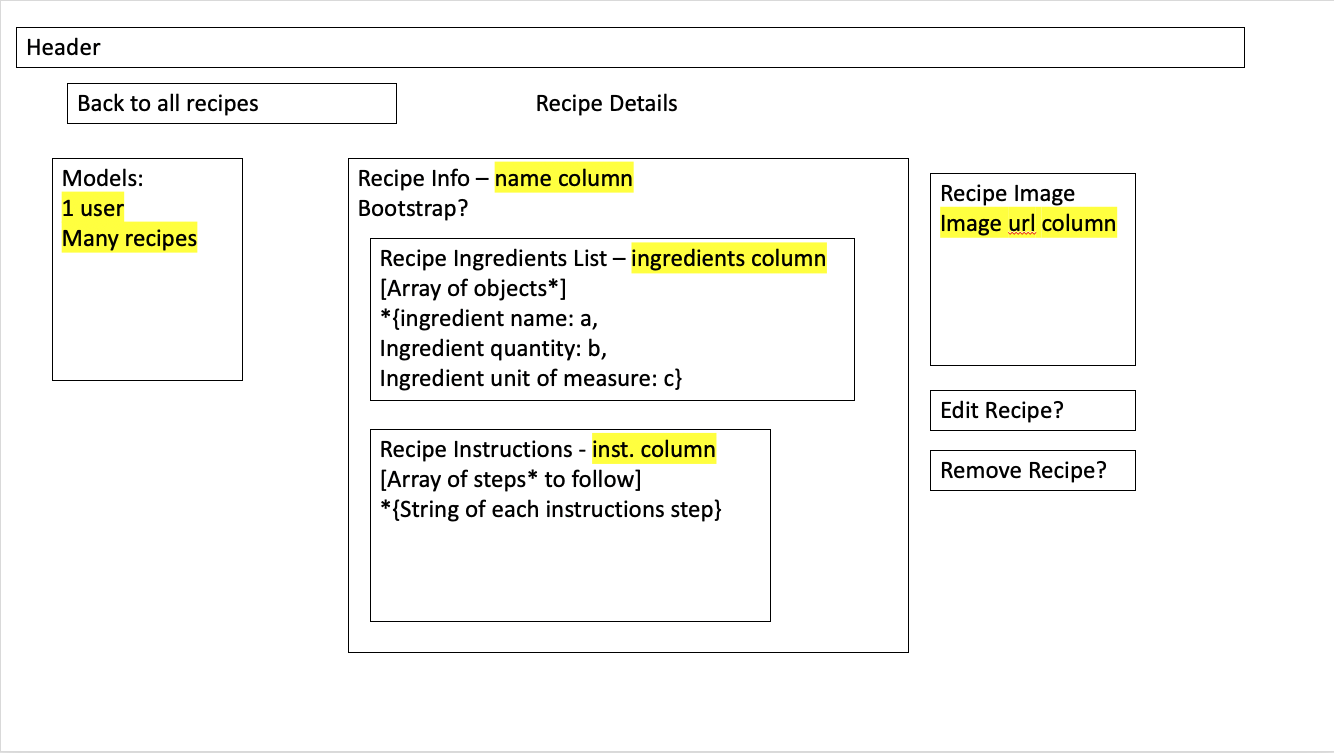 Header
Back to all recipes
Recipe Details
Models:
1 user
Many recipes
Recipe Info – name column
Bootstrap?
Recipe Ingredients List – ingredients column
[Array of objects*]
*{ingredient name: a,
Ingredient quantity: b,
Ingredient unit of measure: c}
Recipe Instructions - inst. column
[Array of steps* to follow]
*{String of each instructions step}
Recipe Image
Image url column
Edit Recipe?
Remove Recipe?